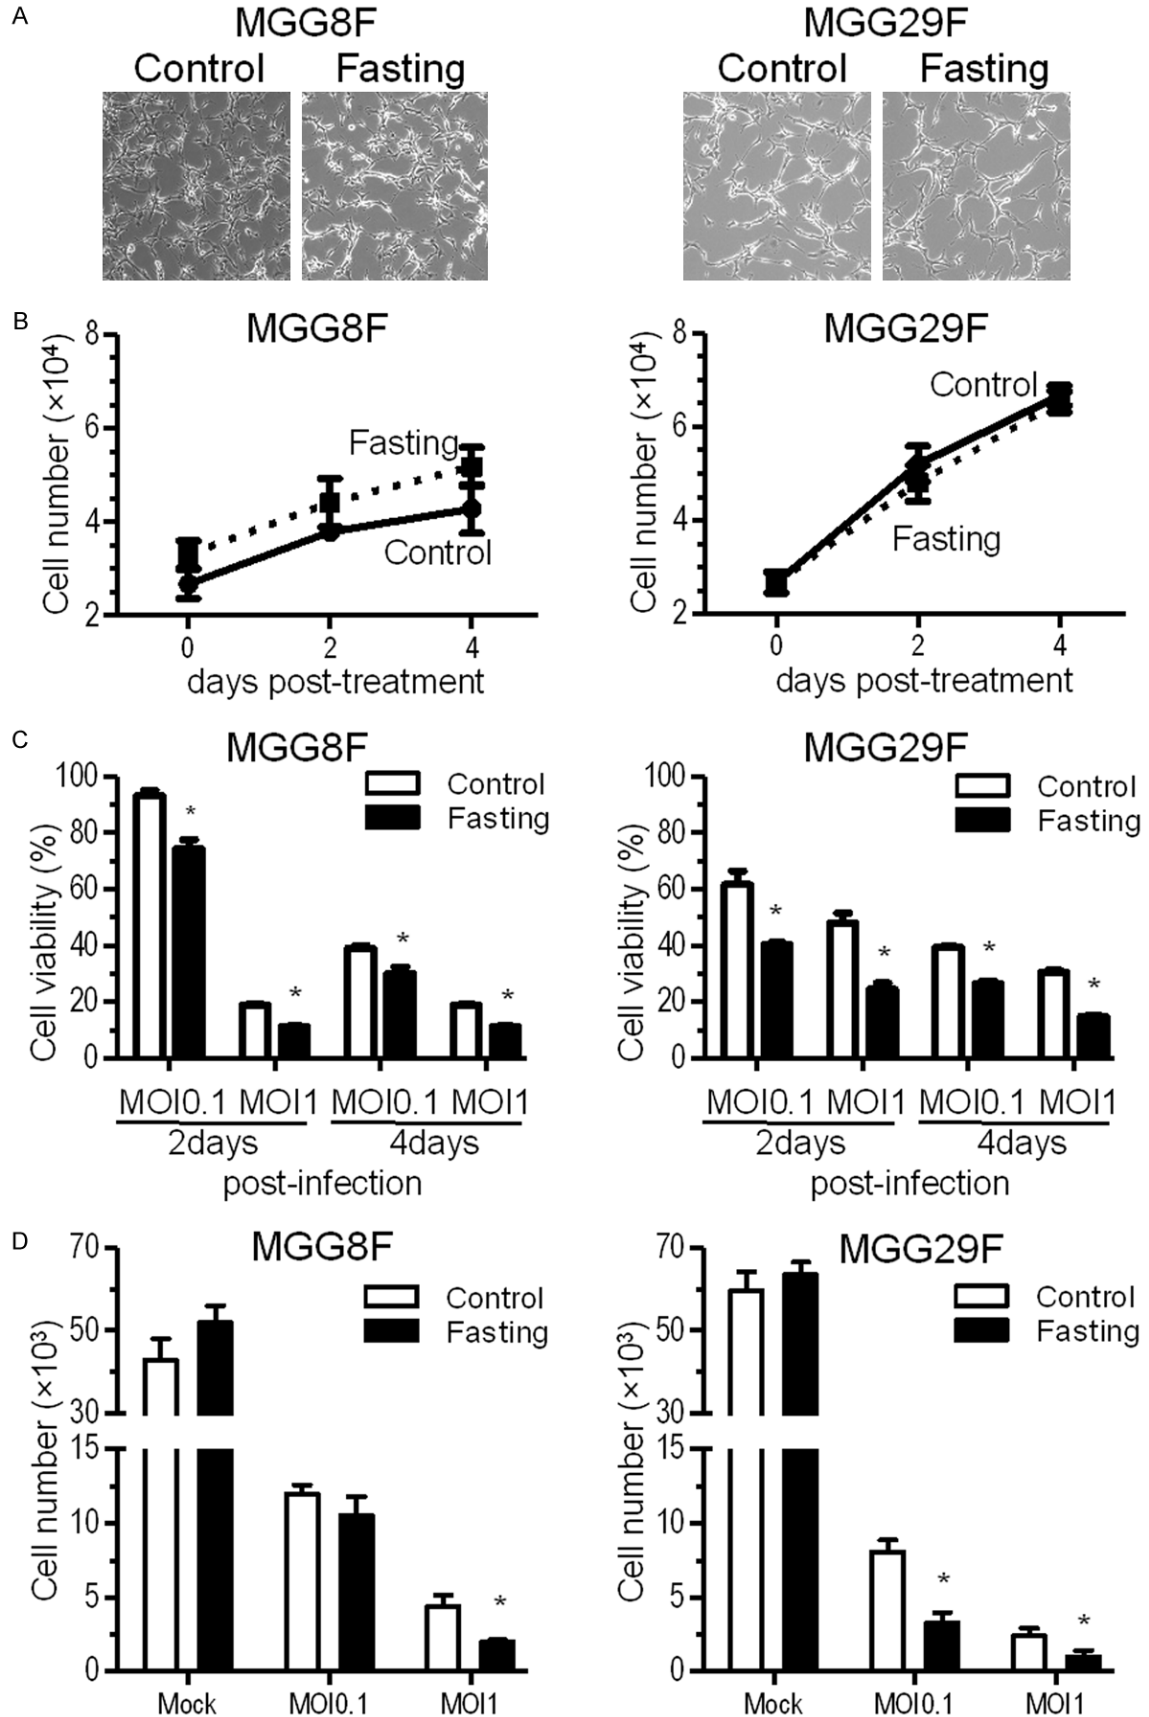 A
MGG8F
Control Fasting
MGG29F
Control Fasting
B
MGG8F
Cell number (×10⁴)
8
6
4
2
Fasting
Control
0 2 4
days post-treatment
MGG29F
Cell number (×10⁴)
8
6
4
2
Control
Fasting
0 2 4
days post-treatment
C
MGG8F
Control
Fasting
Cell viability (%)
100
80
60
40
20
0
* * * *
MOI0.1 MOI1 MOI0.1 MOI1
2days 4days
post-infection
MGG29F
Control
Fasting
Cell viability (%)
100
80
60
40
20
0
* * * *
MOI0.1 MOI1 MOI0.1 MOI1
2days 4days
post-infection
D
MGG8F
Control
Fasting
Cell number (×10³)
70
50
30
15
10
5
0
*
Mock MOI0.1 MOI1
MGG29F
Control
Fasting
Cell number (×10³)
70
50
30
15
10
5
0
* *
Mock MOI0.1 MOI1